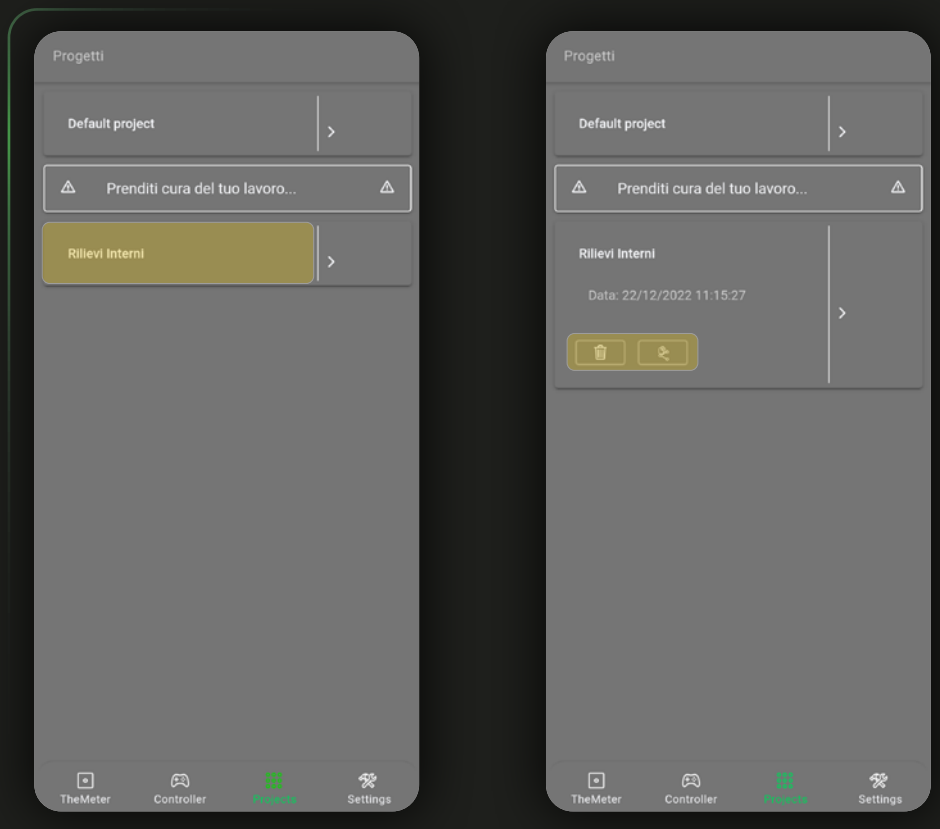 Progetti
Default project
Prenditi cura del tuo lavoro...
Rilievi Interni
TheMeter
Controller
Projects
Settings
Progetti
Default project
Prenditi cura del tuo lavoro...
Rilievi Interni
Data: 22/12/2022 11:15:27
TheMeter
Controller
Projects
Settings